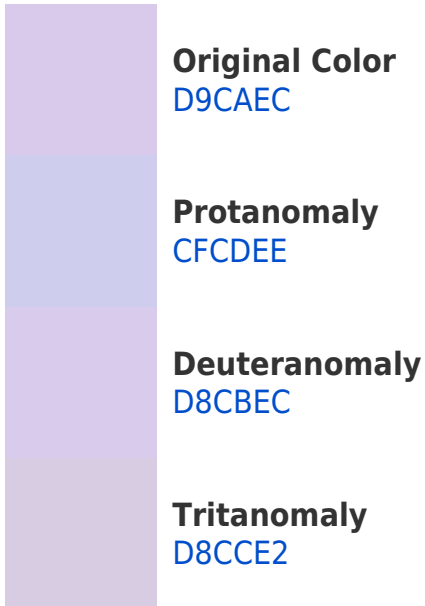 Original Color
D9CAEC
Protanomaly
CFCDEE
Deuteranomaly
D8CBEC
Tritanomaly
D8CCE2